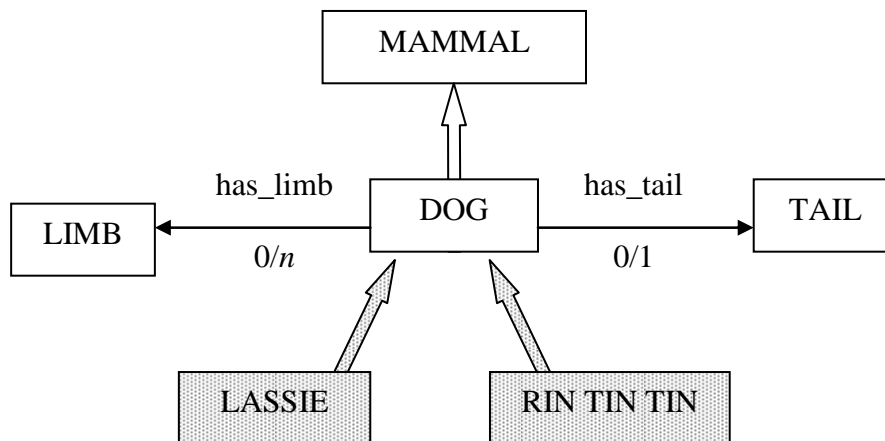 MAMMAL
has_limb
DOG
has_tail
LIMB
TAIL
0/n
0/1
LASSIE
RIN TIN TIN